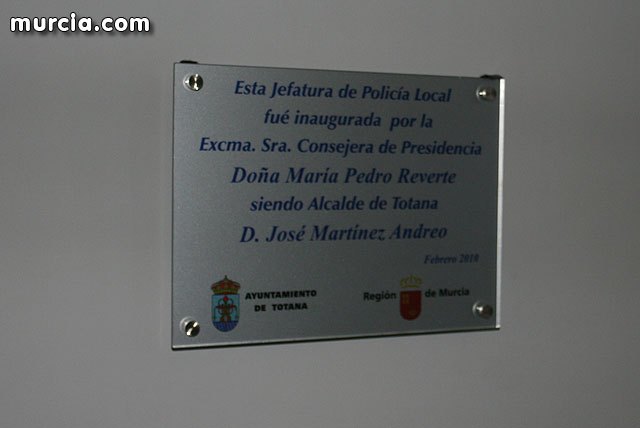 murcia.com
Esta Jefatura de Policía Local
fué inaugurada por la
Excma. Sra. Consejera de Presidencia
Doña María Pedro Reverte
siendo Alcalde de Totana
D. José Martínez Andreo
Febrero 2010
AYUNTAMIENTO
DE TOTANA
Región de Murcia